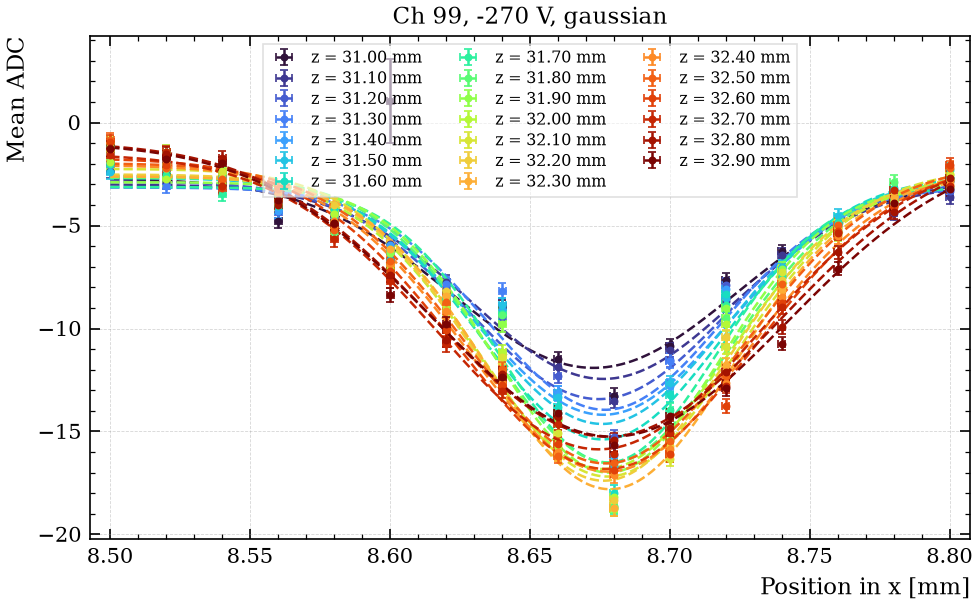 Ch 99, -270 V, gaussian
Mean ADC
z = 31.00 mm
z = 31.10 mm
z = 31.20 mm
z = 31.30 mm
z = 31.40 mm
z = 31.50 mm
z = 31.60 mm
z = 31.70 mm
z = 31.80 mm
z = 31.90 mm
z = 32.00 mm
z = 32.10 mm
z = 32.20 mm
z = 32.30 mm
z = 32.40 mm
z = 32.50 mm
z = 32.60 mm
z = 32.70 mm
z = 32.80 mm
z = 32.90 mm
0
−5
−10
−15
−20
8.50 8.55 8.60 8.65 8.70 8.75 8.80
Position in x [mm]